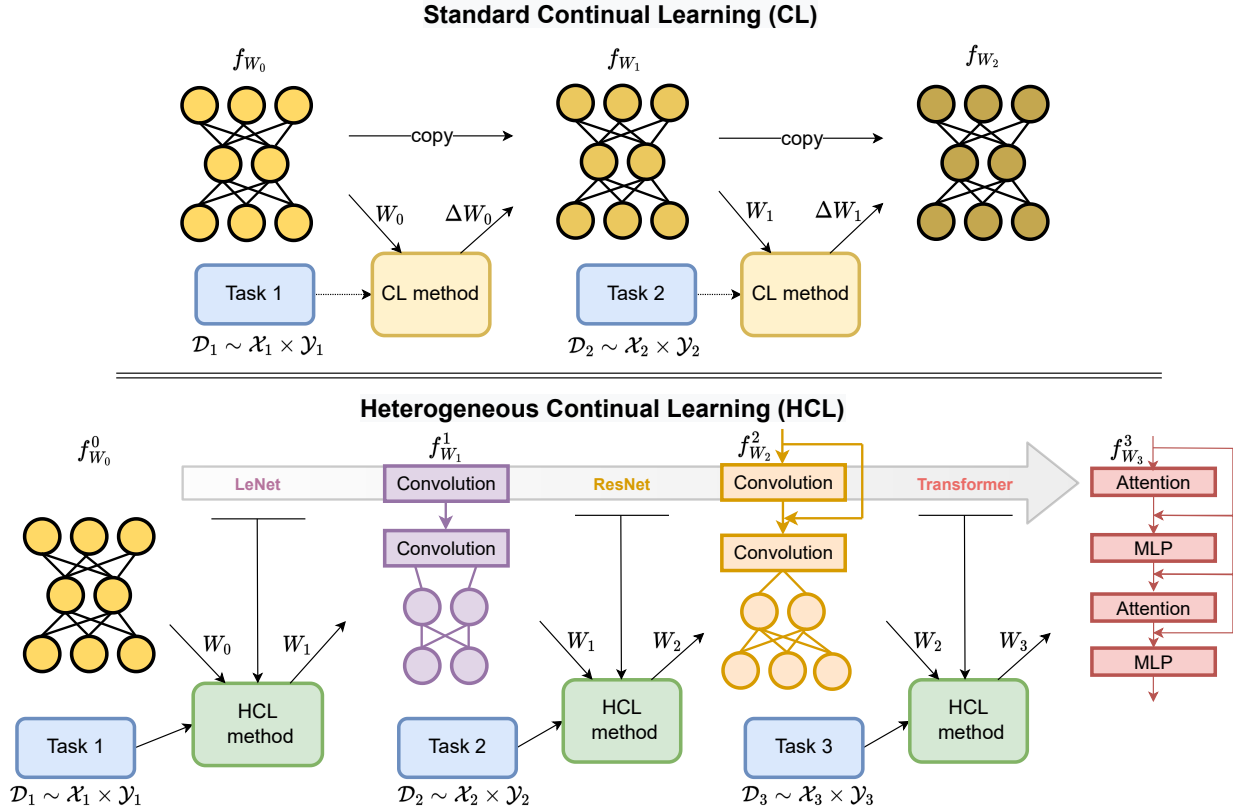 Standard Continual Learning (CL)
f_{W_0}
f_{W_1}
f_{W_2}
copy
copy
W_0
ΔW_0
W_1
ΔW_1
Task 1
CL method
Task 2
CL method
𝒟_1 ∼ 𝒳_1 × 𝒴_1
𝒟_2 ∼ 𝒳_2 × 𝒴_2
Heterogeneous Continual Learning (HCL)
f^0_{W_0}
f^1_{W_1}
f^2_{W_2}
f^3_{W_3}
LeNet
Convolution
ResNet
Convolution
Transformer
Attention
Convolution
Convolution
MLP
Attention
MLP
W_0
W_1
W_1
W_2
W_2
W_3
HCL
method
HCL
method
HCL
method
Task 1
Task 2
Task 3
𝒟_1 ∼ 𝒳_1 × 𝒴_1
𝒟_2 ∼ 𝒳_2 × 𝒴_2
𝒟_3 ∼ 𝒳_3 × 𝒴_3